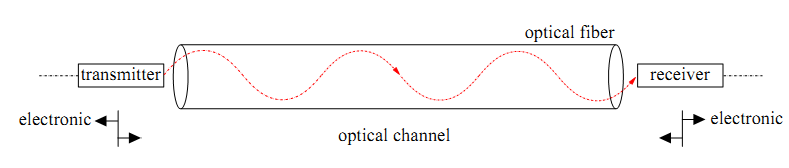 optical fiber
transmitter
receiver
electronic
electronic
optical channel